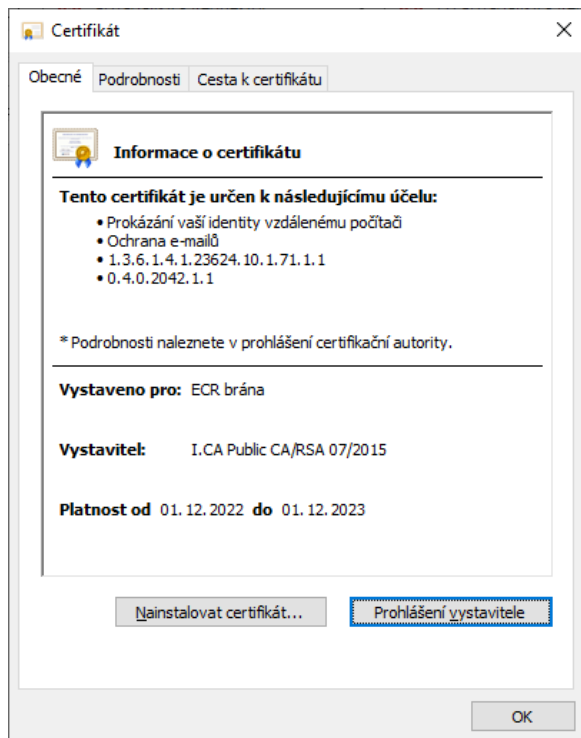 Certifikát
Obecné Podrobnosti Cesta k certifikátu
Informace o certifikátu
Tento certifikát je určen k následujícímu účelu:
• Prokázání vaší identity vzdálenému počítači
• Ochrana e-mailů
• 1.3.6.1.4.1.23624.10.1.71.1.1
• 0.4.0.2042.1.1
* Podrobnosti naleznete v prohlášení certifikační autority.
Vystaveno pro: ECR brána
Vystavitel: I.CA Public CA/RSA 07/2015
Platnost od 01.12.2022 do 01.12.2023
Nainstalovat certifikát... Prohlášení vystavitele
OK